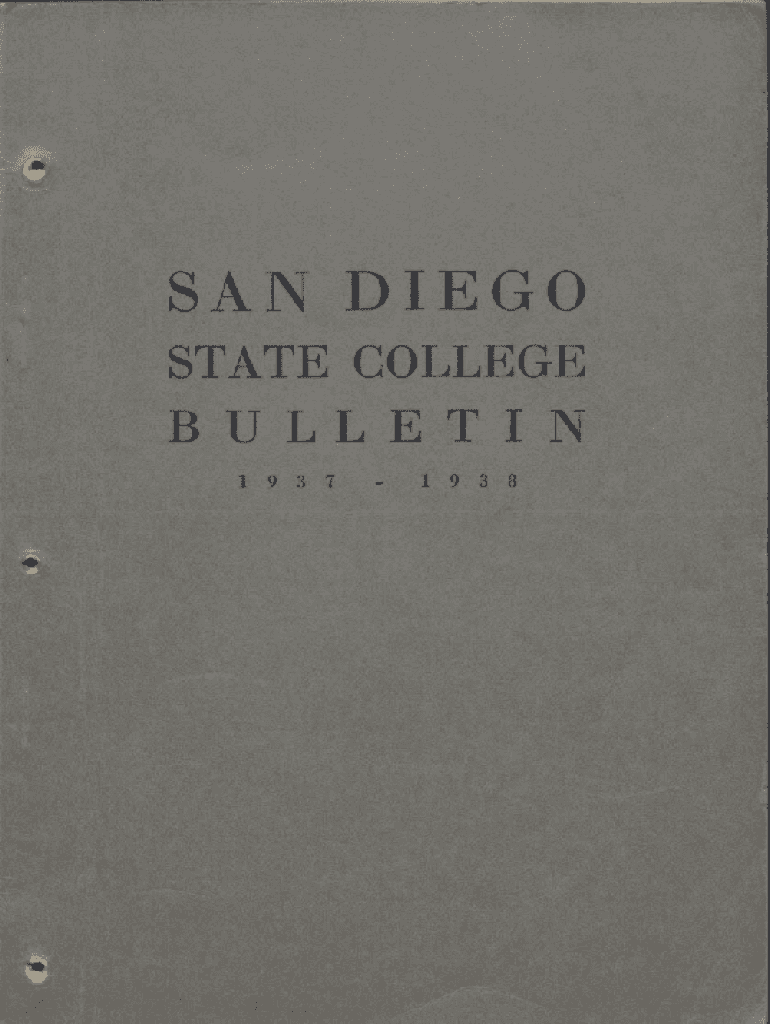 SAN DIEGO
STATE COLLEGE
BULLETIN
1937 - 1938